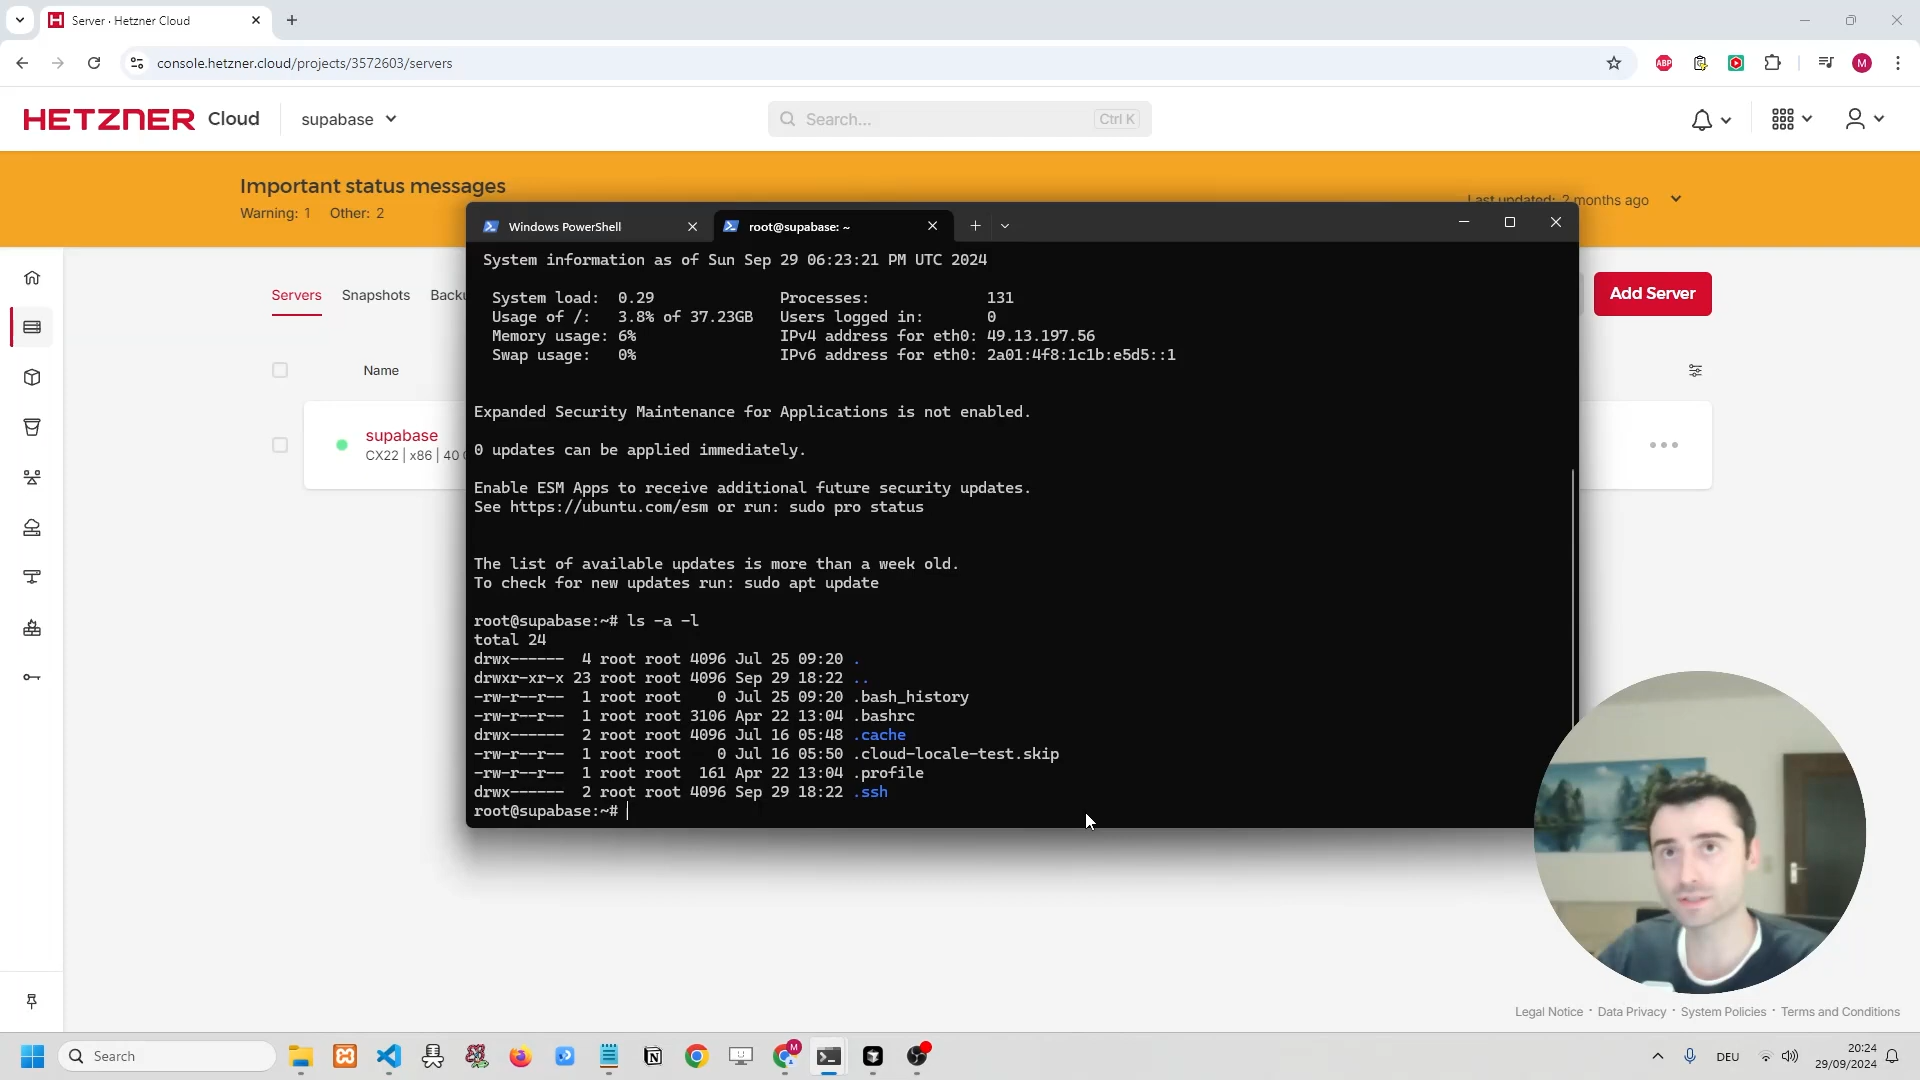 Server · Hetzner Cloud
console.hetzner.cloud/projects/3572603/servers
ABP
M
HETZNER Cloud
supabase
Search...
Ctrl K
Important status messages
Warning: 1 Other: 2
Last updated: 2 months ago
Servers
Snapshots
Add Server
Name
supabase
CX22 | x86 | 40
Windows PowerShell
root@supabase: ~
System information as of Sun Sep 29 06:23:21 PM UTC 2024
System load: 0.29 Processes: 131
Usage of /: 3.8% of 37.23GB Users logged in: 0
Memory usage: 6% IPv4 address for eth0: 49.13.197.56
Swap usage: 0% IPv6 address for eth0: 2a01:4f8:1c1b:e5d5::1
Expanded Security Maintenance for Applications is not enabled.
0 updates can be applied immediately.
Enable ESM Apps to receive additional future security updates.
See https://ubuntu.com/esm or run: sudo pro status
The list of available updates is more than a week old.
To check for new updates run: sudo apt update
root@supabase:~# ls -a -l
total 24
drwx------ 4 root root 4096 Jul 25 09:20 .
drwxr-xr-x 23 root root 4096 Sep 29 18:22 ..
-rw-r--r-- 1 root root 0 Jul 25 09:20 .bash_history
-rw-r--r-- 1 root root 3106 Apr 22 13:04 .bashrc
drwx------ 2 root root 4096 Jul 16 05:48 .cache
-rw-r--r-- 1 root root 0 Jul 16 05:50 .cloud-locale-test.skip
-rw-r--r-- 1 root root 161 Apr 22 13:04 .profile
drwx------ 2 root root 4096 Sep 29 18:22 .ssh
root@supabase:~#
Legal Notice · Data Privacy · System Policies · Terms and Conditions
Search
M
DEU
20:24
29/09/2024